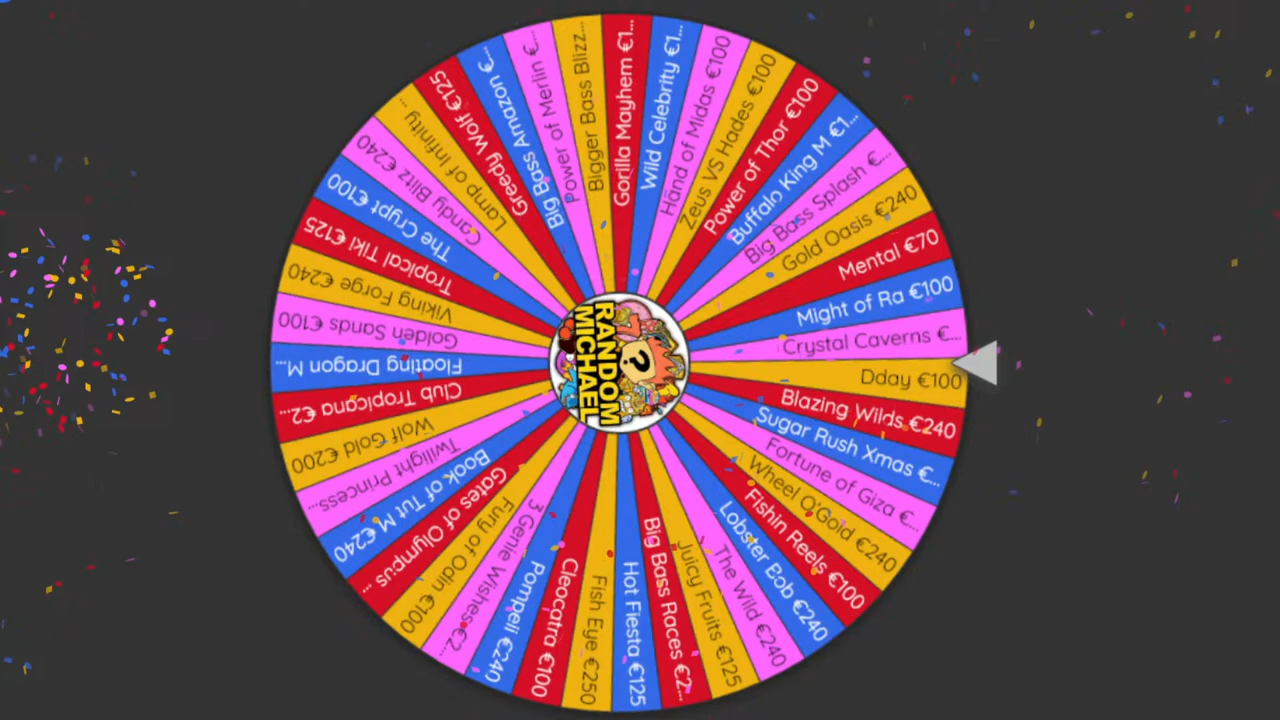 Gorilla Mayhem €1...
Wild Celebrity €1...
Hand of Midas €100
Zeus VS Hades €100
Power of Thor €100
Buffalo King M €1...
Big Bass Splash €...
Gold Oasis €240
Mental €70
Might of Ra €100
Crystal Caverns €...
Dday €100
Blazing Wilds €240
Sugar Rush Xmas €...
Fortune of Giza €...
Wheel O'Gold €240
Fishin Reels €100
Lobster Bob €240
The Wild €240
Juicy Fruits €125
Big Bass Races €2...
Hot Fiesta €125
Fish Eye €250
Cleocatra €100
Pompeii €240
3 Genie Wishes €2...
Fury of Odin €100
Gates of Olympus ...
Book of Tut M €240
Twilight Princess...
Wolf Gold €200
Club Tropicana €2...
Floating Dragon M...
Golden Sands €100
Viking Forge €240
Tropical Tiki €125
The Crypt €100
Candy Blitz €240
Lamp of Infinity ...
Greedy Wolf €125
Big Bass Amazon €...
Power of Merlin €...
Bigger Bass Blizz...
RANDOM
MICHAEL
?